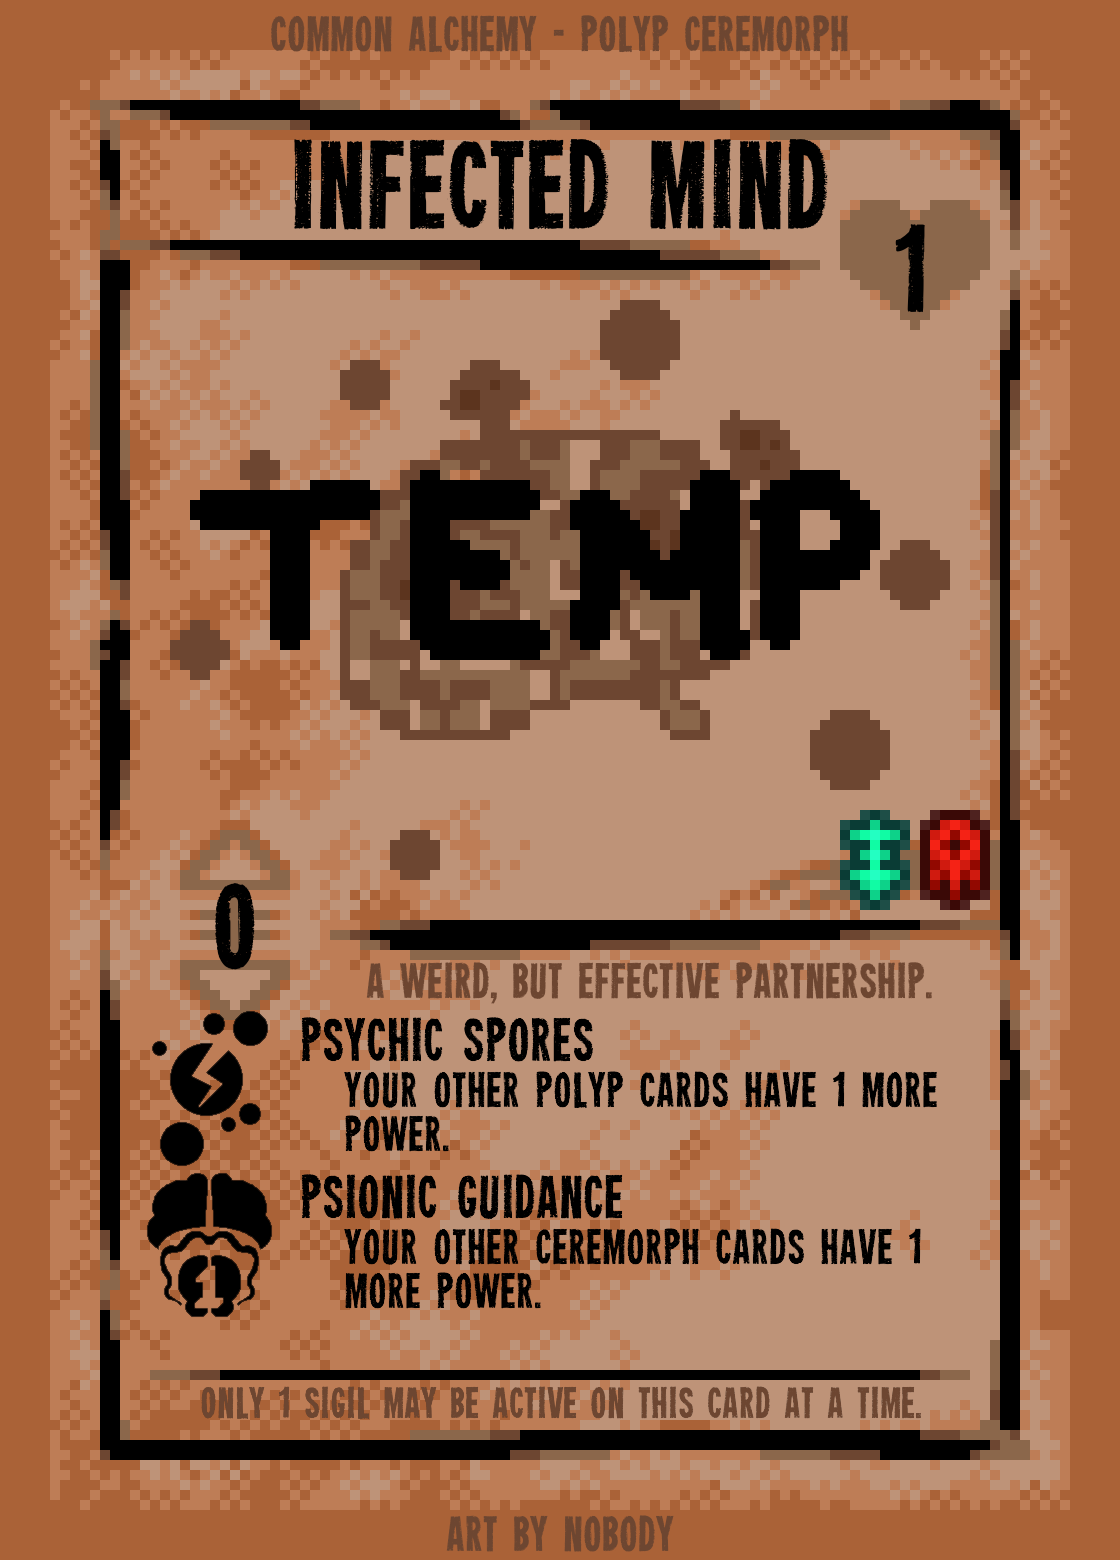 COMMON ALCHEMY - POLYP CEREMORPH
INFECTED MIND
1
TEMP
0
A WEIRD, BUT EFFECTIVE PARTNERSHIP.
PSYCHIC SPORES
YOUR OTHER POLYP CARDS HAVE 1 MORE
POWER.
PSIONIC GUIDANCE
YOUR OTHER CEREMORPH CARDS HAVE 1
MORE POWER.
ONLY 1 SIGIL MAY BE ACTIVE ON THIS CARD AT A TIME.
ART BY NOBODY